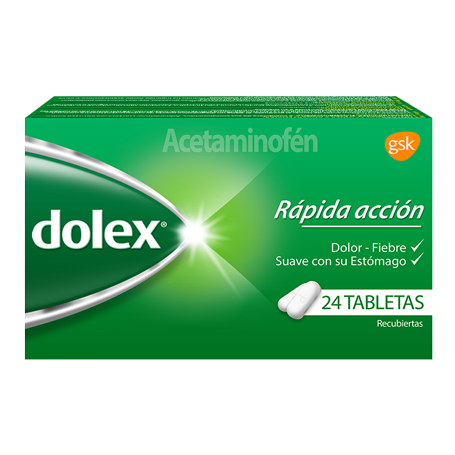 Acetaminofén
gsk
dolex®
Rápida acción
Dolor - Fiebre ✓
Suave con su Estómago ✓
24 TABLETAS
Recubiertas